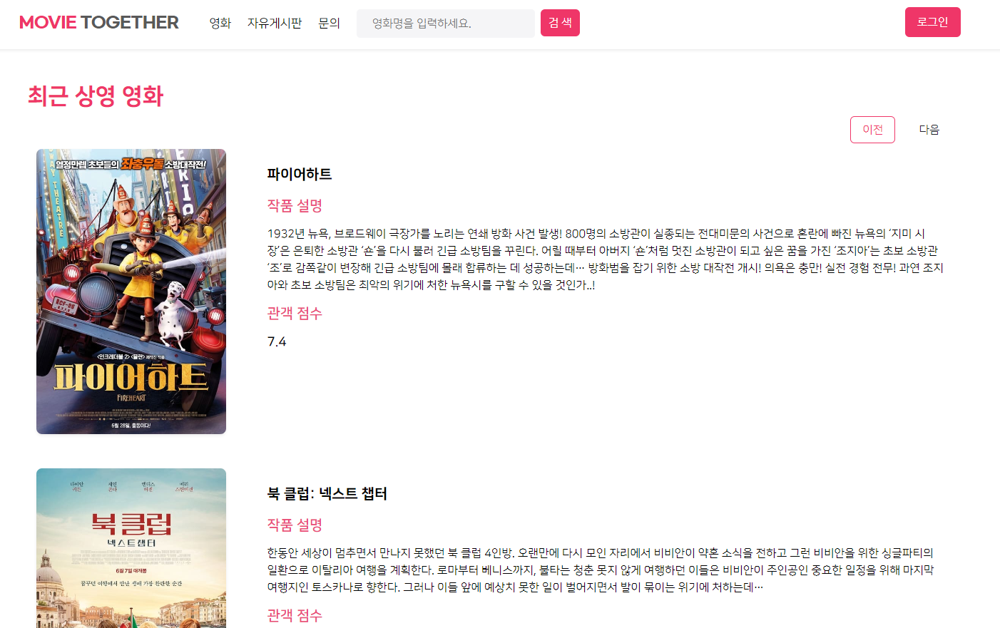 MOVIE TOGETHER
영화
자유게시판
문의
영화명을 입력하세요.
검 색
로그인
최근 상영 영화
이전
다음
열정만렙 초보들의 좌충우돌 소방대작전!
RCF-26
<인크레더블 2> <뮬란> 제작진 작품
파이어하트
FIREHEART
6월 28일, 출동이다!
파이어하트
작품 설명
1932년 뉴욕, 브로드웨이 극장가를 노리는 연쇄 방화 사건 발생! 800명의 소방관이 실종되는 전대미문의 사건으로 혼란에 빠진 뉴욕의 ‘지미 시
장’은 은퇴한 소방관 ‘숀’을 다시 불러 긴급 소방팀을 꾸린다. 어릴 때부터 아버지 ‘숀’처럼 멋진 소방관이 되고 싶은 꿈을 가진 ‘조지아’는 초보 소방관
‘조’로 감쪽같이 변장해 긴급 소방팀에 몰래 합류하는 데 성공하는데… 방화범을 잡기 위한 소방 대작전 개시! 의욕은 충만! 실전 경험 전무! 과연 조지
아와 초보 소방팀은 최악의 위기에 처한 뉴욕시를 구할 수 있을 것인가..!
관객 점수
7.4
다이안 키튼
제인 폰다
캔디스 버겐
메리 스틴버겐
북 클럽
넥스트 챕터
6월 7일 대개봉
꿈꾸던 여행에서 만난 생애 가장 찬란한 순간
북 클럽: 넥스트 챕터
작품 설명
한동안 세상이 멈추면서 만나지 못했던 북 클럽 4인방. 오랜만에 다시 모인 자리에서 비비안이 약혼 소식을 전하고 그런 비비안을 위한 싱글파티의
일환으로 이탈리아 여행을 계획한다. 로마부터 베니스까지, 불타는 청춘 못지 않게 여행하던 이들은 비비안이 주인공인 중요한 일정을 위해 마지막
여행지인 토스카나로 향한다. 그러나 이들 앞에 예상치 못한 일이 벌어지면서 발이 묶이는 위기에 처하는데…
관객 점수